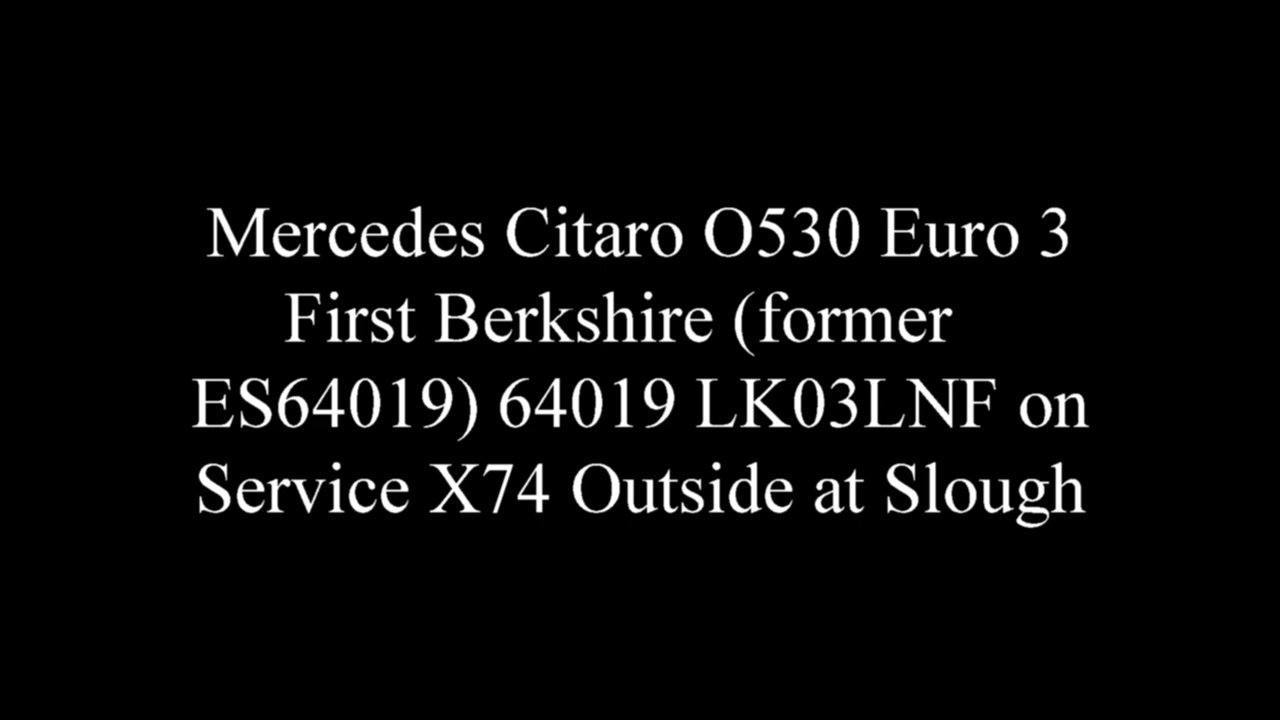 Mercedes Citaro O530 Euro 3
First Berkshire (former
ES64019) 64019 LK03LNF on
Service X74 Outside at Slough